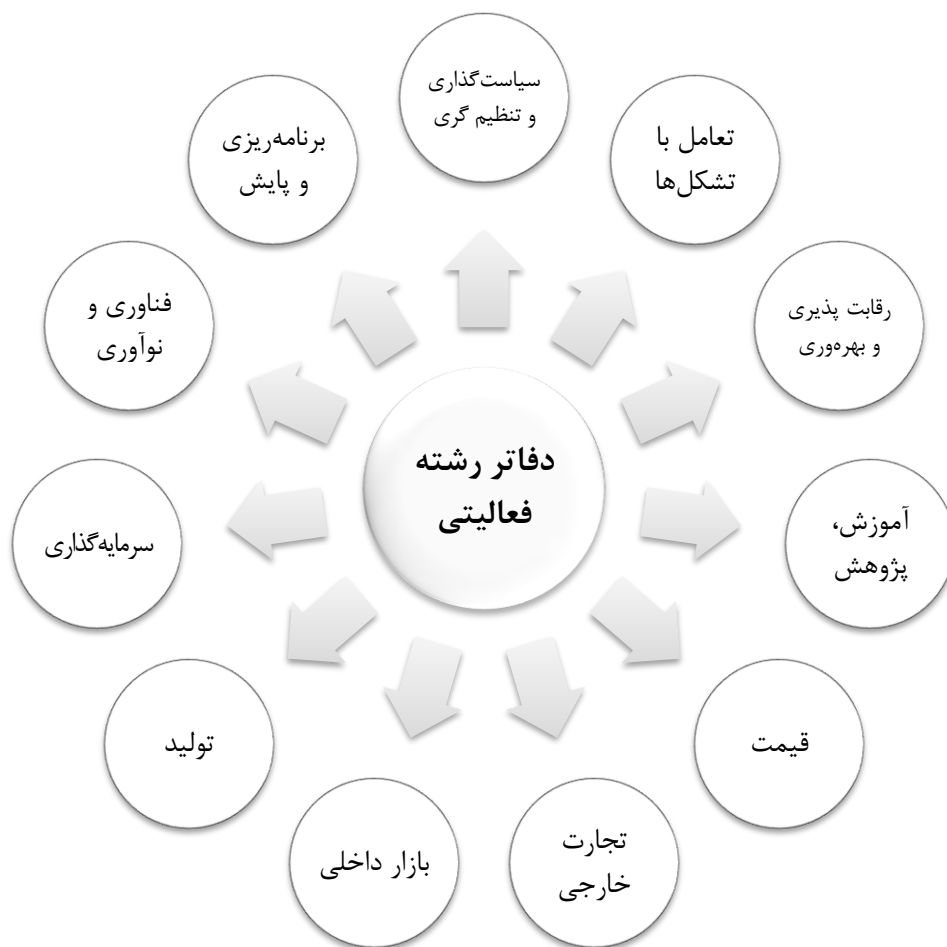 سیاست‌گذاری
و تنظیم گری
تعامل با
تشکل‌ها
رقابت پذیری
و بهره‌وری
آموزش،
پژوهش
قیمت
تجارت
خارجی
بازار داخلی
تولید
سرمایه‌گذاری
فناوری و
نوآوری
برنامه‌ریزی
و پایش
دفاتر رشته
فعالیتی